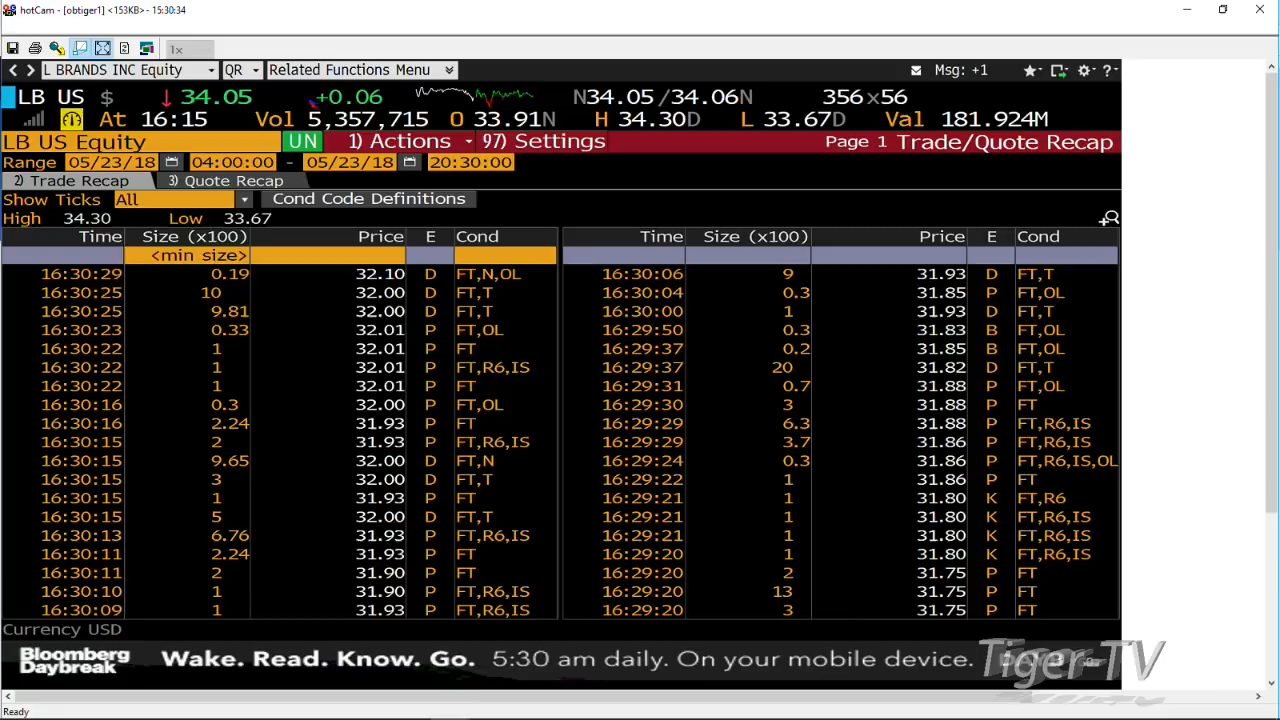 hotCam - [obtiger1] <153KB> - 15:30:34
1x
L BRANDS INC Equity QR Related Functions Menu Msg: +1
LB US $ ↓ 34.05 +0.06 N34.05/34.06N 356x56
At 16:15 Vol 5,357,715 O 33.91N H 34.30D L 33.67D Val 181.924M
LB US Equity UN 1) Actions 97) Settings Page 1 Trade/Quote Recap
Range 05/23/18 04:00:00 - 05/23/18 20:30:00
2) Trade Recap 3) Quote Recap
Show Ticks All Cond Code Definitions
High 34.30 Low 33.67
Time Size (x100) Price E Cond Time Size (x100) Price E Cond
<min size>
16:30:29 0.19 32.10 D FT,N,OL 16:30:06 9 31.93 D FT,T
16:30:25 10 32.00 D FT,T 16:30:04 0.3 31.85 P FT,OL
16:30:25 9.81 32.00 D FT,T 16:30:00 1 31.93 D FT,T
16:30:23 0.33 32.01 P FT,OL 16:29:50 0.3 31.83 B FT,OL
16:30:22 1 32.01 P FT 16:29:37 0.2 31.85 B FT,OL
16:30:22 1 32.01 P FT,R6,IS 16:29:37 20 31.82 D FT,T
16:30:22 1 32.01 P FT 16:29:31 0.7 31.88 P FT,OL
16:30:16 0.3 32.00 P FT,OL 16:29:30 3 31.88 P FT
16:30:16 2.24 31.93 P FT 16:29:29 6.3 31.88 P FT,R6,IS
16:30:15 2 31.93 P FT,R6,IS 16:29:29 3.7 31.86 P FT,R6,IS
16:30:15 9.65 32.00 D FT,N 16:29:24 0.3 31.86 P FT,R6,IS,OL
16:30:15 3 32.00 D FT,T 16:29:22 1 31.86 P FT
16:30:15 1 31.93 P FT 16:29:21 1 31.80 K FT,R6
16:30:15 5 32.00 D FT,T 16:29:21 1 31.80 K FT,R6,IS
16:30:13 6.76 31.93 P FT,R6,IS 16:29:21 1 31.80 K FT,R6,IS
16:30:11 2.24 31.93 P FT 16:29:20 1 31.80 K FT,R6,IS
16:30:11 2 31.90 P FT 16:29:20 2 31.75 P FT
16:30:10 1 31.90 P FT,R6,IS 16:29:20 13 31.75 P FT
16:30:09 1 31.93 P FT,R6,IS 16:29:20 3 31.75 P FT
Currency USD
Bloomberg
Daybreak
Wake. Read. Know. Go. 5:30 am daily. On your mobile device.
Tiger-TV
Ready